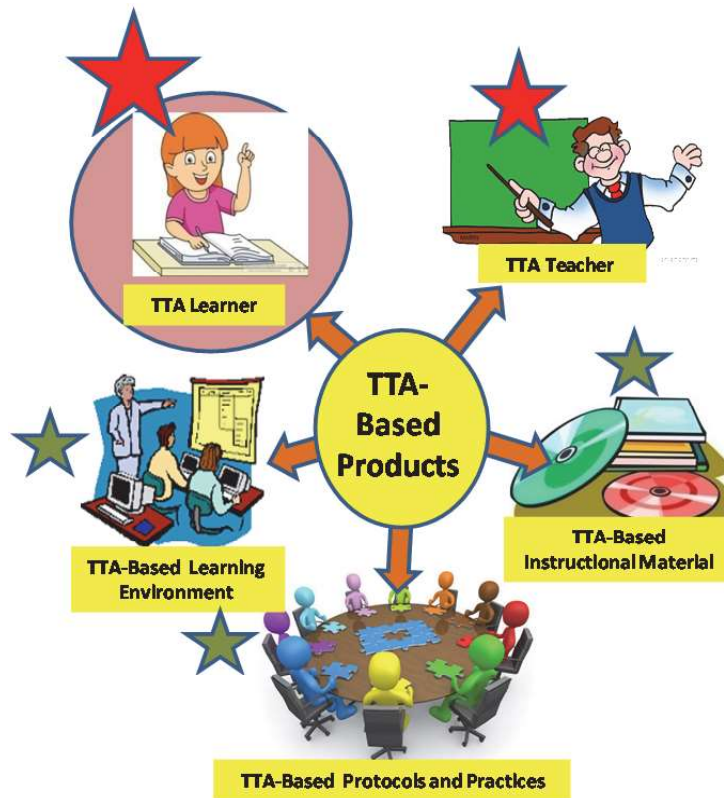 TTA Learner
TTA Teacher
TTA-
Based
Products
TTA-Based
Instructional Material
TTA-Based Learning
Environment
TTA-Based Protocols and Practices